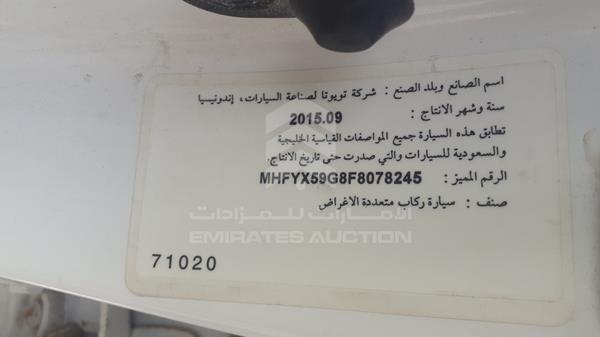 اسم الصانع وبلد الصنع : شركة تويوتا لصناعة السيارات، إندونيسيا
سنة وشهر الانتاج : 2015.09
تطابق هذه السيارة جميع المواصفات القياسية الخليجية
والسعودية للسيارات والتي صدرت حتى تاريخ الانتاج.
الرقم المميز : MHFYX59G8F8078245
الامارات للمزادات
EMIRATES AUCTION
صنف : سيارة ركاب متعددة الاغراض
71020